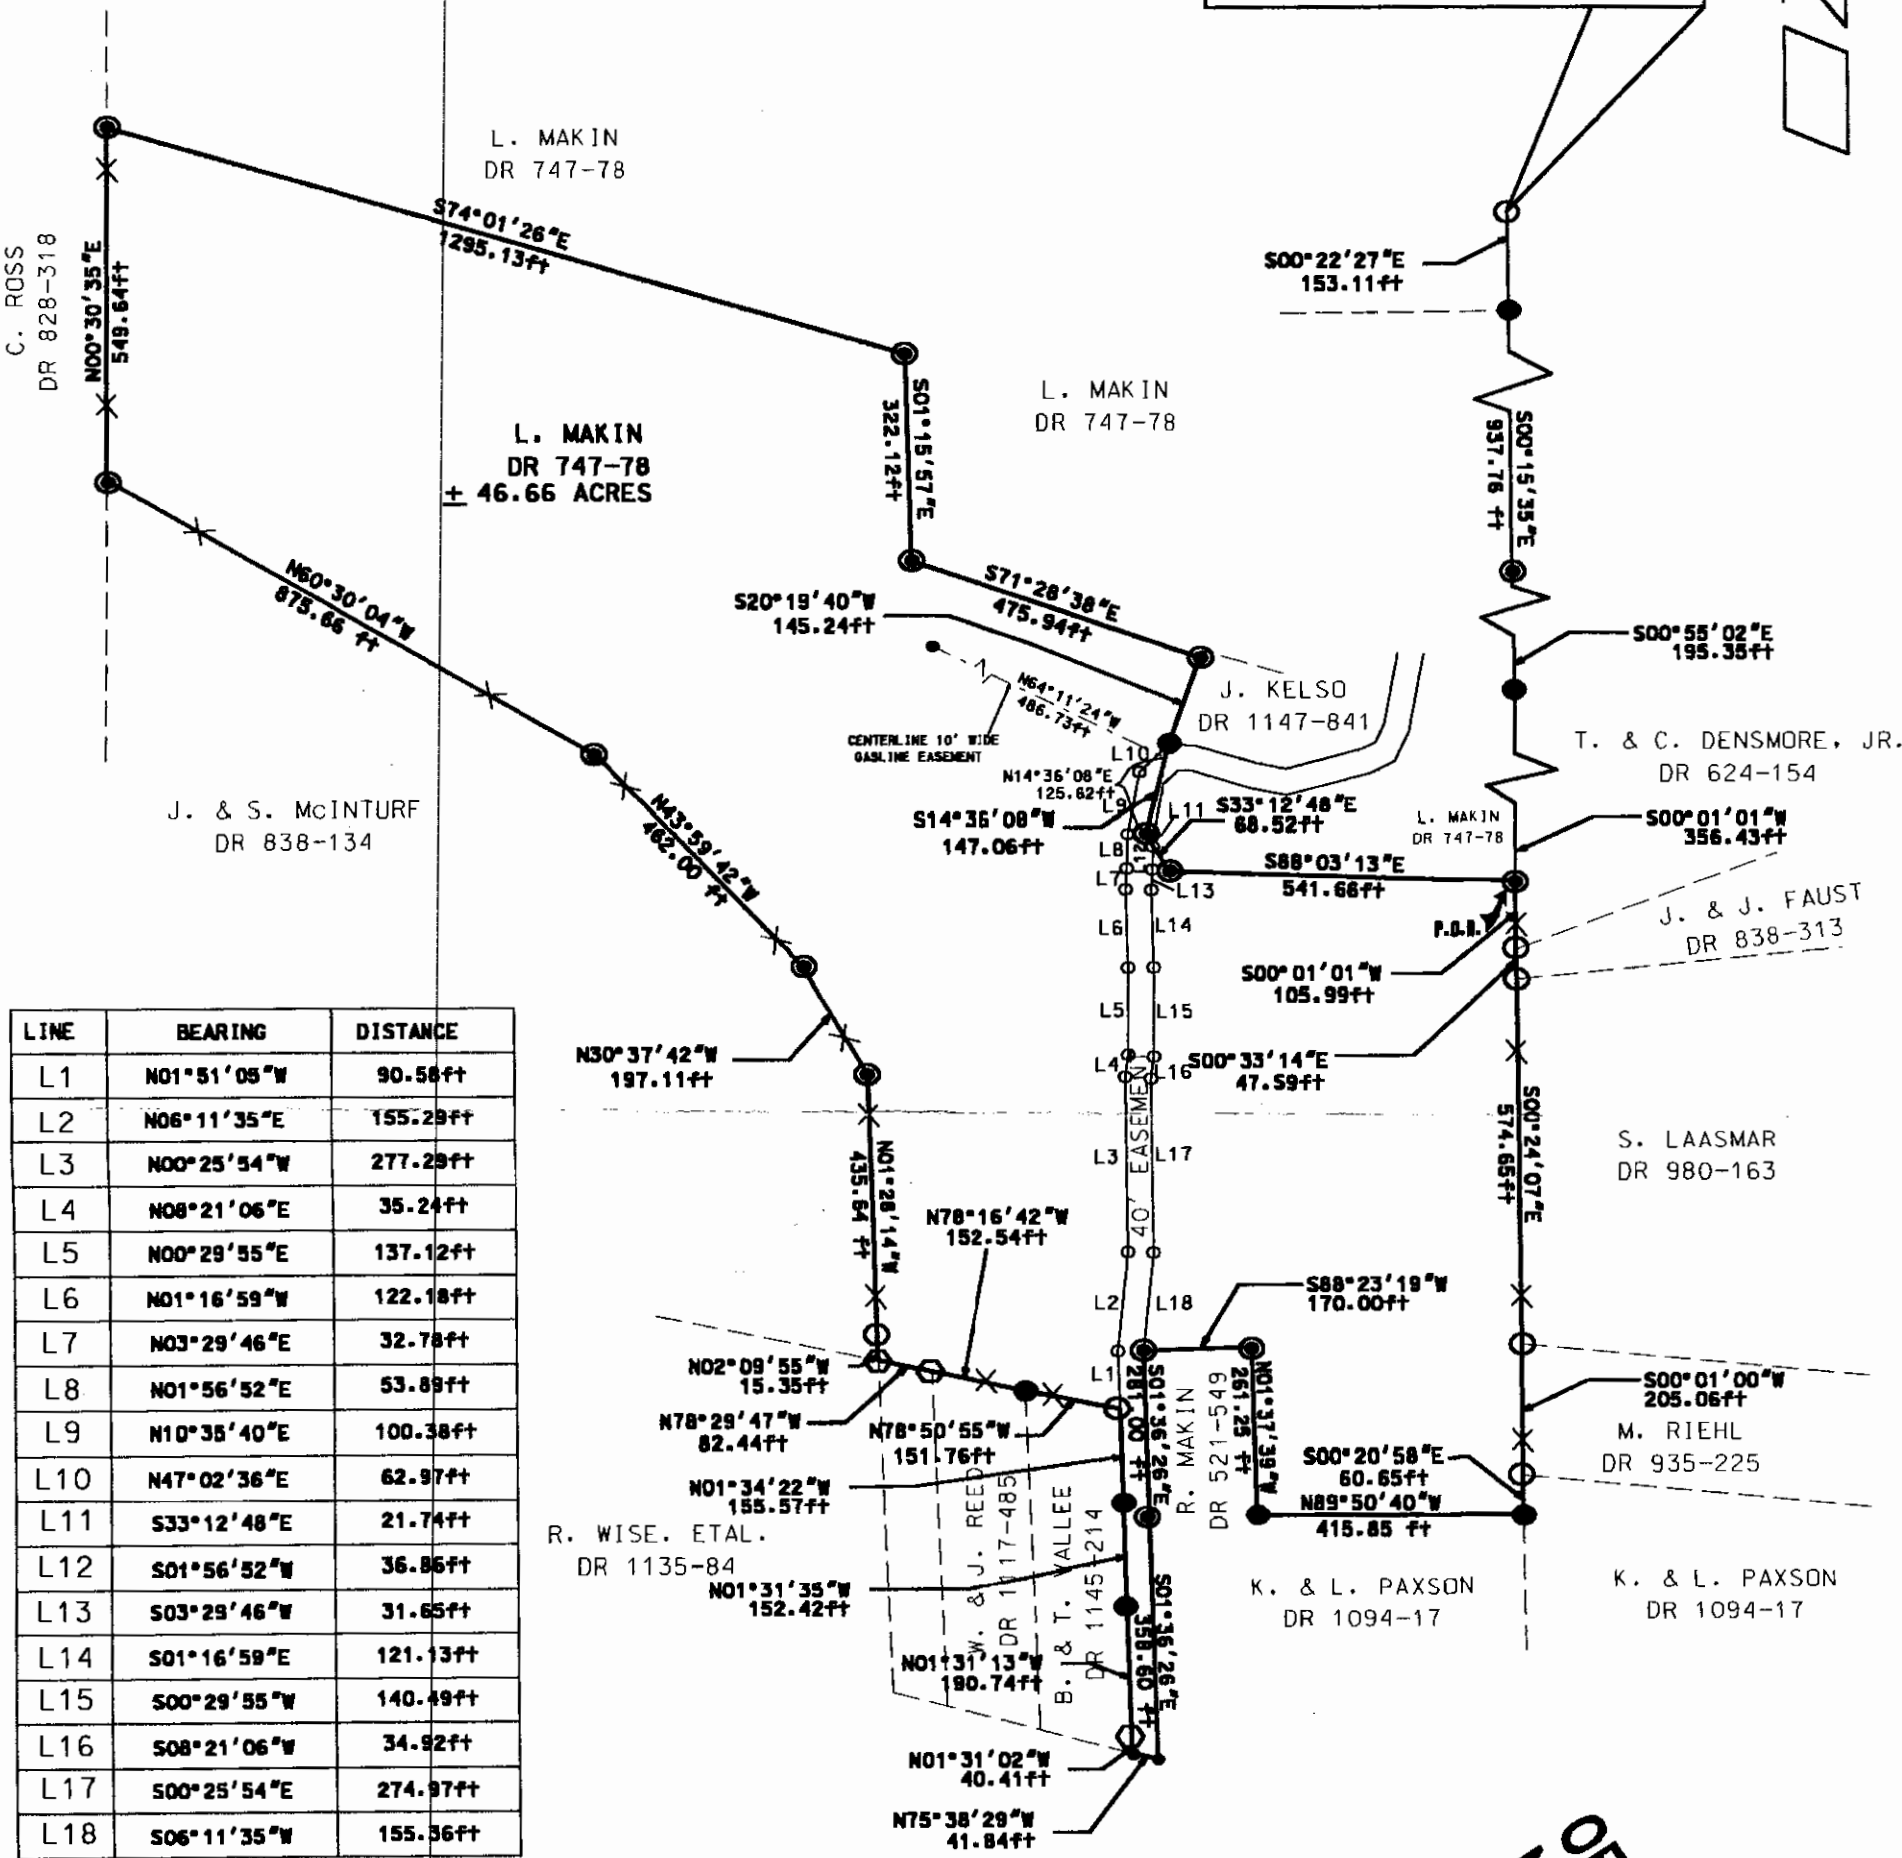 L. MAKIN
DR 747-78
C. ROSS
DR 828-318
N00°30'35"E
549.64ft
S74°01'26"E
1295.13ft
S00°22'27"E
153.11ft
L. MAKIN
DR 747-78
± 46.66 ACRES
S01°15'57"E
322.12ft
L. MAKIN
DR 747-78
S00°15'35"E
937.76 ft
N60°30'04"W
875.66 ft
S71°28'38"E
475.94ft
S20°19'40"W
145.24ft
N64°11'24"W
486.73ft
CENTERLINE 10' WIDE
GASLINE EASEMENT
J. KELSO
DR 1147-841
S00°55'02"E
195.35ft
T. & C. DENSMORE, JR.
DR 624-154
L10
N14°36'08"E
125.62ft
L9
L11
S33°12'48"E
68.52ft
S14°36'08"W
147.06ft
L. MAKIN
DR 747-78
S00°01'01"W
356.43ft
J. & S. McINTURF
DR 838-134
N43°59'42"W
462.00 ft
L8
L12
L7
L13
S88°03'13"E
541.66ft
P.O.B.
J. & J. FAUST
DR 838-313
L6
L14
S00°01'01"W
105.99ft
L5
L15
N30°37'42"W
197.11ft
L4
L16
S00°33'14"E
47.59ft
40' EASEMENT
L3
L17
S00°24'07"E
574.65ft
S. LAASMAR
DR 980-163
N01°28'14"W
435.64 ft
N78°16'42"W
152.54ft
L2
L18
S88°23'19"W
170.00ft
N02°09'55"W
15.35ft
L1
S01°36'26"E
261.00 ft
R. MAKIN
DR 521-549
N01°37'39"W
261.25 ft
S00°01'00"W
205.06ft
M. RIEHL
DR 935-225
N78°29'47"W
82.44ft
N78°50'55"W
151.76ft
S00°20'58"E
60.65ft
N89°50'40"W
415.85 ft
N01°34'22"W
155.57ft
R. WISE. ETAL.
DR 1135-84
W. & J. REED
DR 1117-485
B. & T. VALLEE
DR 1145-214
N01°31'35"W
152.42ft
S01°36'26"E
358.60 ft
K. & L. PAXSON
DR 1094-17
K. & L. PAXSON
DR 1094-17
N01°31'13"W
190.74ft
N01°31'02"W
40.41ft
N75°38'29"W
41.84ft
LINE BEARING DISTANCE
L1 N01°51'05"W 90.58ft
L2 N06°11'35"E 155.29ft
L3 N00°25'54"W 277.29ft
L4 N08°21'06"E 35.24ft
L5 N00°29'55"E 137.12ft
L6 N01°16'59"W 122.18ft
L7 N03°29'46"E 32.78ft
L8 N01°56'52"E 53.89ft
L9 N10°35'40"E 100.38ft
L10 N47°02'36"E 62.97ft
L11 S33°12'48"E 21.74ft
L12 S01°56'52"W 36.86ft
L13 S03°29'46"W 31.65ft
L14 S01°16'59"E 121.13ft
L15 S00°29'55"W 140.49ft
L16 S08°21'06"W 34.92ft
L17 S00°25'54"E 274.97ft
L18 S06°11'35"W 155.36ft